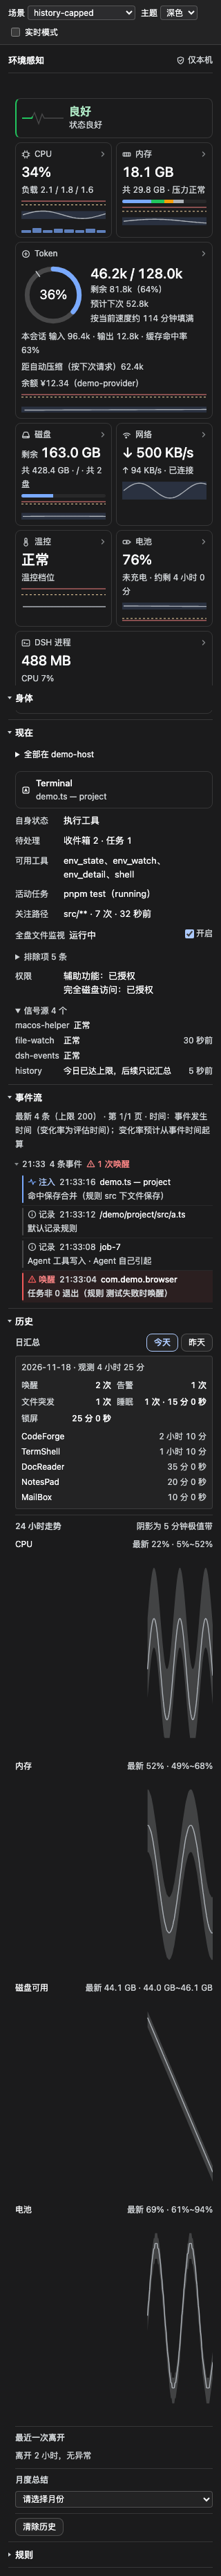 场景 history-capped 主题 深色
实时模式
环境感知 仅本机
良好
状态良好
CPU
34%
负载 2.1 / 1.8 / 1.6
内存
18.1 GB
共 29.8 GB · 压力正常
Token
36%
46.2k / 128.0k
剩余 81.8k（64%）
预计下次 52.8k
按当前速度约 114 分钟填满
本会话 输入 96.4k · 输出 12.8k · 缓存命中率
63%
距自动压缩（按下次请求）62.4k
余额 ¥12.34（demo-provider）
磁盘
剩余 163.0 GB
共 428.4 GB · / · 共 2
盘
网络
↓ 500 KB/s
↑ 94 KB/s · 已连接
温控
正常
温控档位
电池
76%
未充电 · 约剩 4 小时 0
分
DSH 进程
488 MB
CPU 7%
身体
现在
全部在 demo-host
Terminal
demo.ts — project
自身状态 执行工具
待处理 收件箱 2 · 任务 1
可用工具 env_state、env_watch、
env_detail、shell
活动任务 pnpm test（running）
关注路径 src/** · 7 次 · 32 秒前
全盘文件监视 运行中 开启
排除项 5 条
权限 辅助功能：已授权
完全磁盘访问：已授权
信号源 4 个
macos-helper 正常
file-watch 正常 30 秒前
dsh-events 正常
history 今日已达上限，后续只记汇总 5 秒前
事件流
最新 4 条（上限 200） · 第 1/1 页 · 时间：事件发生
时间（变化率为评估时间）；变化率预计从事件时间起
算
21:33 4 条事件 1 次唤醒
注入 21:33:16 demo.ts — project
命中保存合并（规则 src 下文件保存）
记录 21:33:12 /demo/project/src/a.ts
默认记录规则
记录 21:33:08 job-7
Agent 工具写入 · Agent 自己引起
唤醒 21:33:04 com.demo.browser
任务非 0 退出（规则 测试失败时唤醒）
历史
日汇总 今天 昨天
2026-11-18 · 观测 4 小时 25 分
唤醒 2 次 告警 1 次
文件突发 1 次 睡眠 1 次 · 15 分 0 秒
锁屏 25 分 0 秒
CodeForge 2 小时 10 分
TermShell 1 小时 10 分
DocReader 35 分 0 秒
NotesPad 20 分 0 秒
MailBox 10 分 0 秒
24 小时走势 阴影为 5 分钟极值带
CPU 最新 22% · 5%~52%
内存 最新 52% · 49%~68%
磁盘可用 最新 44.1 GB · 44.0 GB~46.1 GB
电池 最新 69% · 61%~94%
最近一次离开
离开 2 小时，无异常
月度总结
请选择月份
清除历史
规则